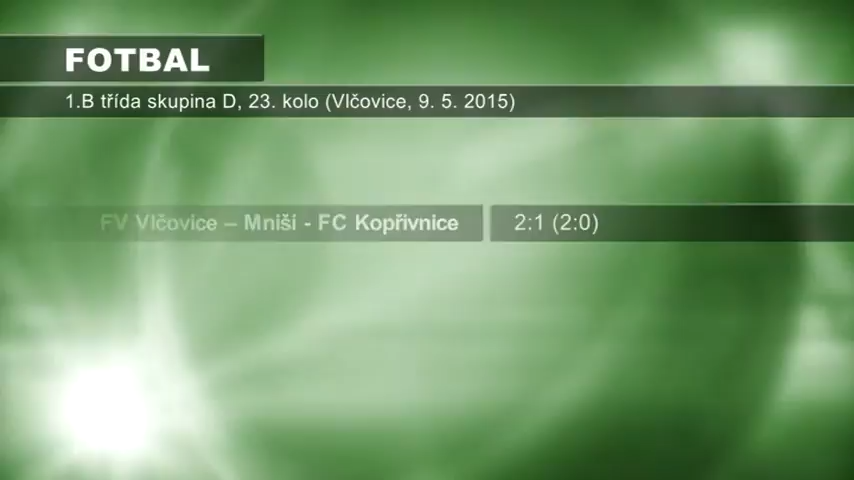 FOTBAL
1.B třída skupina D, 23. kolo (Vlčovice, 9. 5. 2015)
FV Vlčovice – Mniší - FC Kopřivnice 2:1 (2:0)